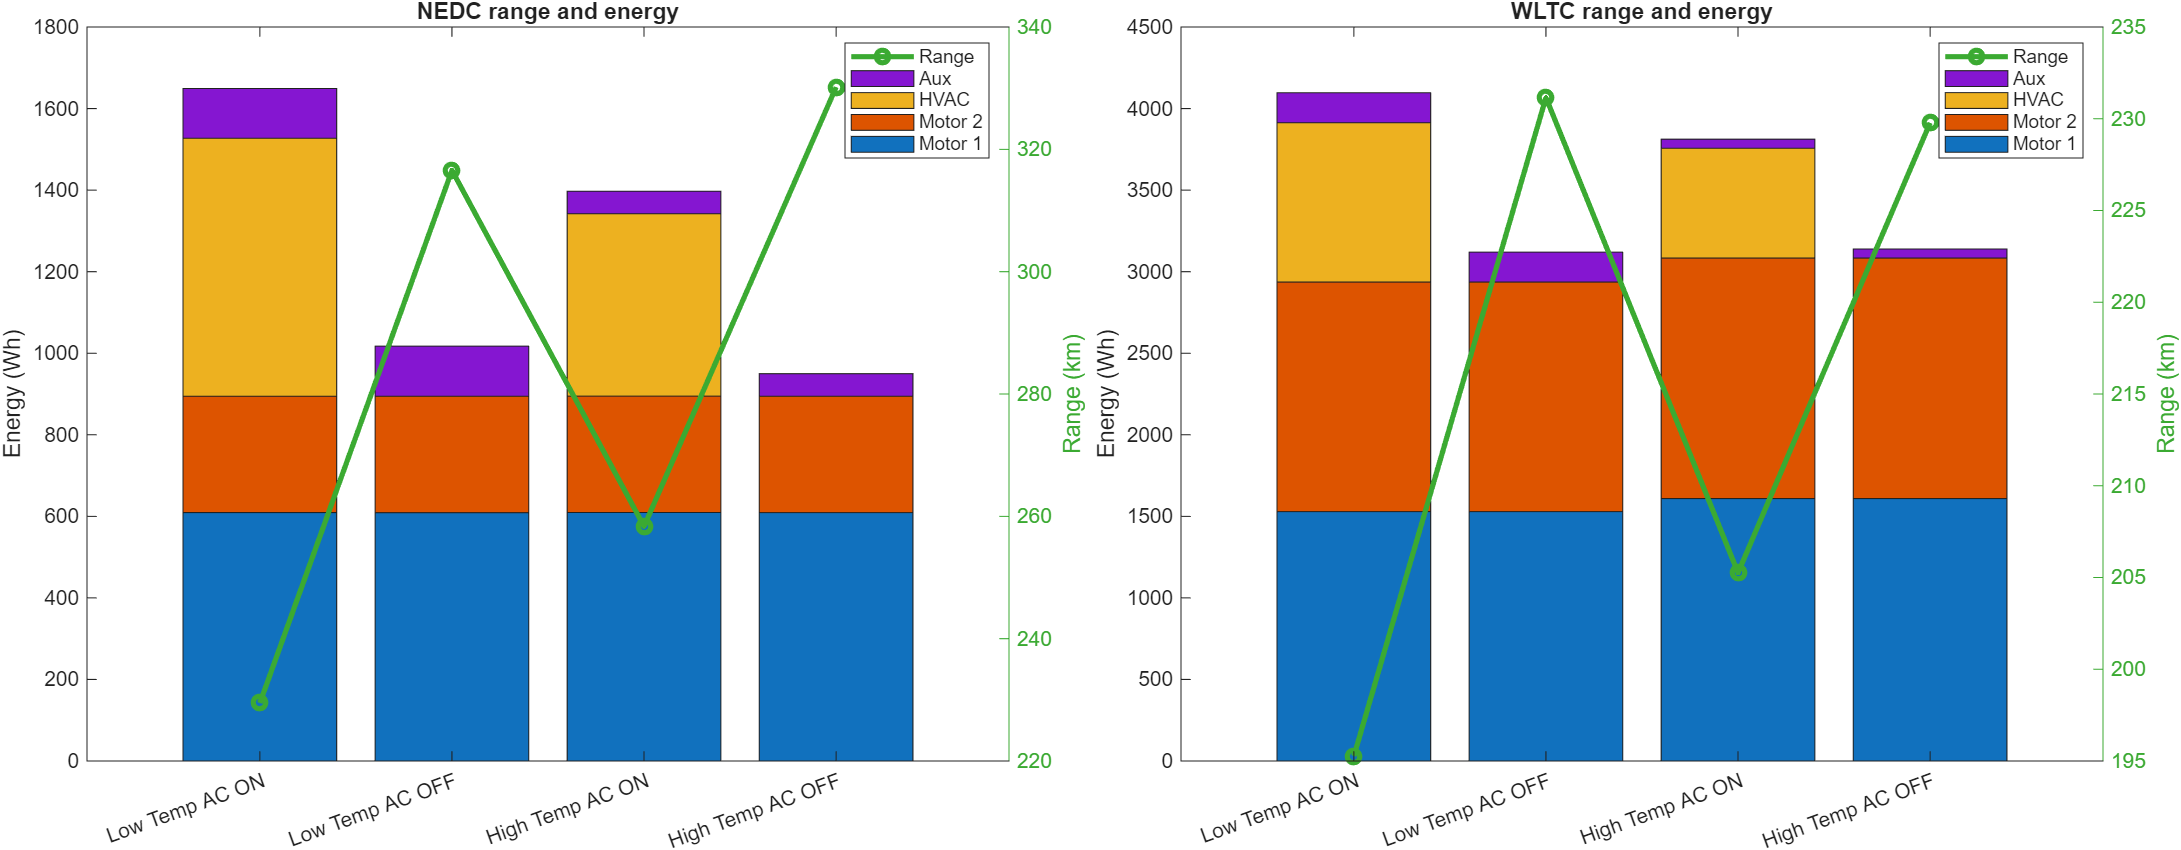 NEDC range and energy
1800
1600
1400
1200
1000
800
600
400
200
0
Energy (Wh)
340
320
300
280
260
240
220
Range (km)
Range
Aux
HVAC
Motor 2
Motor 1
Low Temp AC ON
Low Temp AC OFF
High Temp AC ON
High Temp AC OFF
WLTC range and energy
4500
4000
3500
3000
2500
2000
1500
1000
500
0
Energy (Wh)
235
230
225
220
215
210
205
200
195
Range (km)
Range
Aux
HVAC
Motor 2
Motor 1
Low Temp AC ON
Low Temp AC OFF
High Temp AC ON
High Temp AC OFF